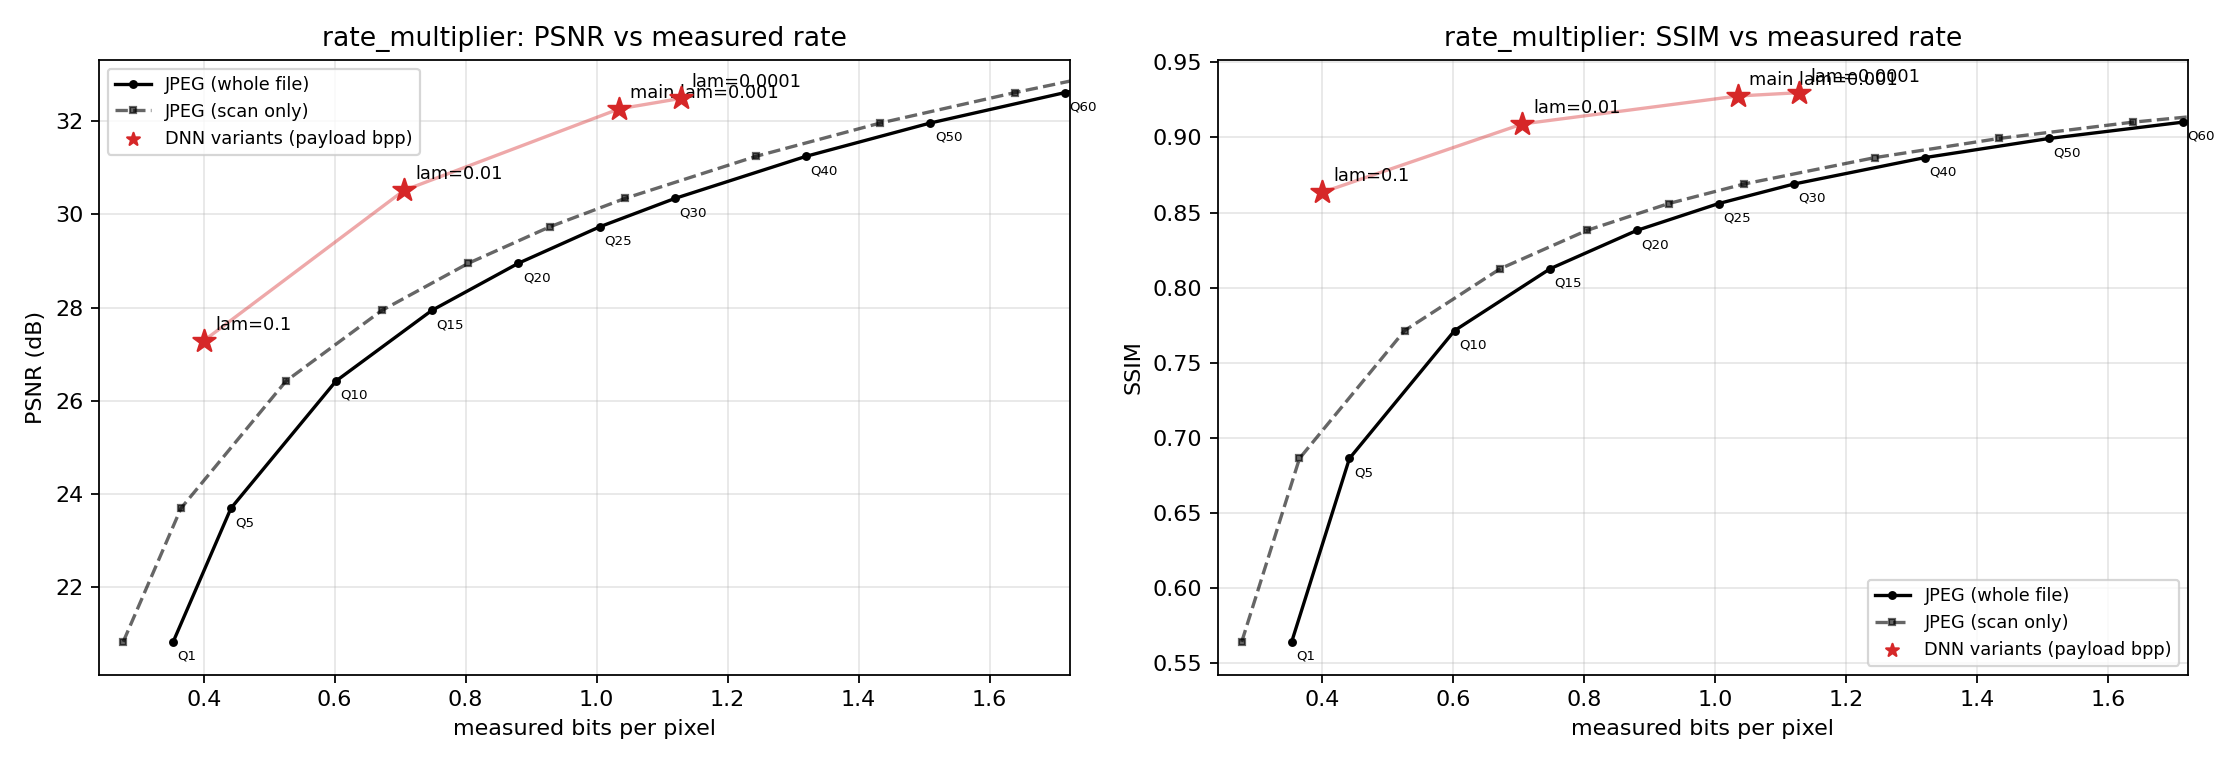 rate_multiplier: PSNR vs measured rate
JPEG (whole file)
JPEG (scan only)
DNN variants (payload bpp)
lam=0.0001
main lam=0.001
lam=0.01
lam=0.1
Q60
Q50
Q40
Q30
Q25
Q20
Q15
Q10
Q5
Q1
PSNR (dB)
32
30
28
26
24
22
0.4 0.6 0.8 1.0 1.2 1.4 1.6
measured bits per pixel
rate_multiplier: SSIM vs measured rate
lam=0.0001
main lam=0.001
lam=0.01
lam=0.1
Q60
Q50
Q40
Q30
Q25
Q20
Q15
Q10
Q5
Q1
JPEG (whole file)
JPEG (scan only)
DNN variants (payload bpp)
SSIM
0.95
0.90
0.85
0.80
0.75
0.70
0.65
0.60
0.55
0.4 0.6 0.8 1.0 1.2 1.4 1.6
measured bits per pixel